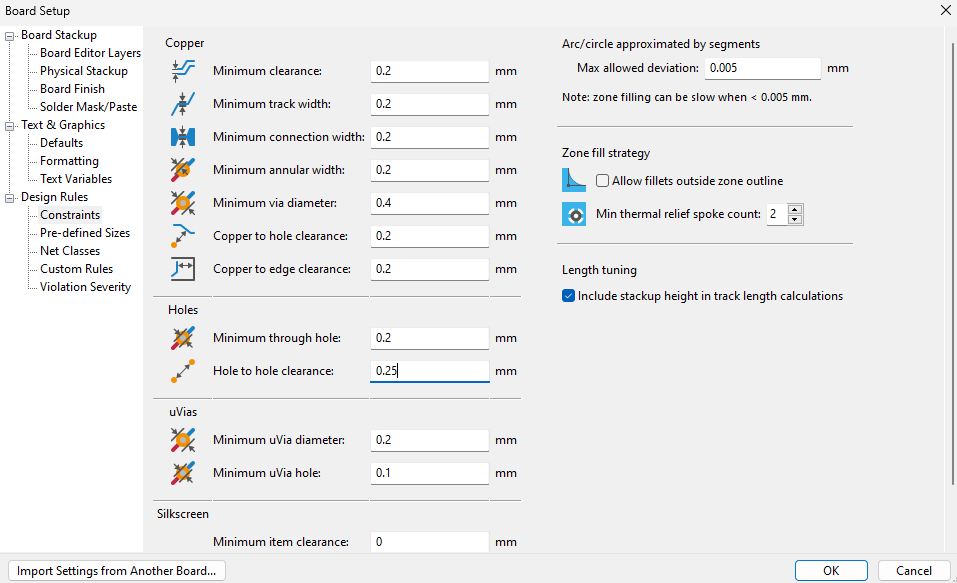 Board Setup
Board Stackup
Board Editor Layers
Physical Stackup
Board Finish
Solder Mask/Paste
Text & Graphics
Defaults
Formatting
Text Variables
Design Rules
Constraints
Pre-defined Sizes
Net Classes
Custom Rules
Violation Severity
Copper
Minimum clearance: 0.2 mm
Minimum track width: 0.2 mm
Minimum connection width: 0.2 mm
Minimum annular width: 0.2 mm
Minimum via diameter: 0.4 mm
Copper to hole clearance: 0.2 mm
Copper to edge clearance: 0.2 mm
Holes
Minimum through hole: 0.2 mm
Hole to hole clearance: 0.25 mm
uVias
Minimum uVia diameter: 0.2 mm
Minimum uVia hole: 0.1 mm
Silkscreen
Minimum item clearance: 0 mm
Arc/circle approximated by segments
Max allowed deviation: 0.005 mm
Note: zone filling can be slow when < 0.005 mm.
Zone fill strategy
Allow fillets outside zone outline
Min thermal relief spoke count: 2
Length tuning
Include stackup height in track length calculations
Import Settings from Another Board...
OK
Cancel